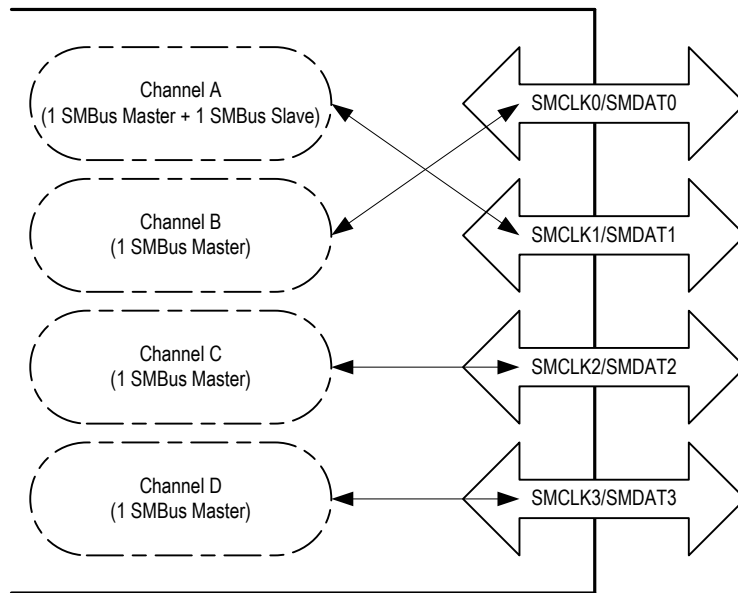 Channel A
(1 SMBus Master + 1 SMBus Slave)
SMCLK0/SMDAT0
Channel B
(1 SMBus Master)
SMCLK1/SMDAT1
Channel C
(1 SMBus Master)
SMCLK2/SMDAT2
Channel D
(1 SMBus Master)
SMCLK3/SMDAT3